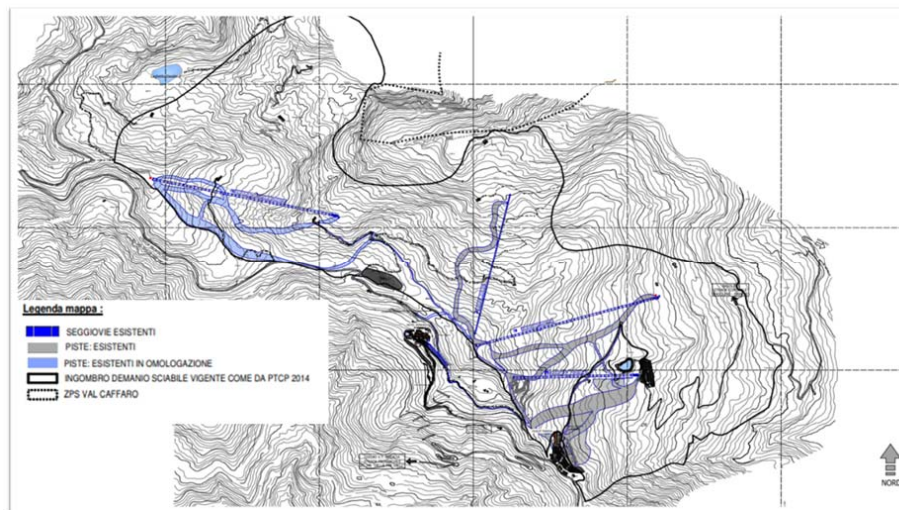 Legenda mappa :
SEGGIOVIE ESISTENTI
PISTE: ESISTENTI
PISTE: ESISTENTI IN OMOLOGAZIONE
INGOMBRO DEMANIO SCIABILE VIGENTE COME DA PTCP 2014
ZPS VAL CAFFARO
NORD